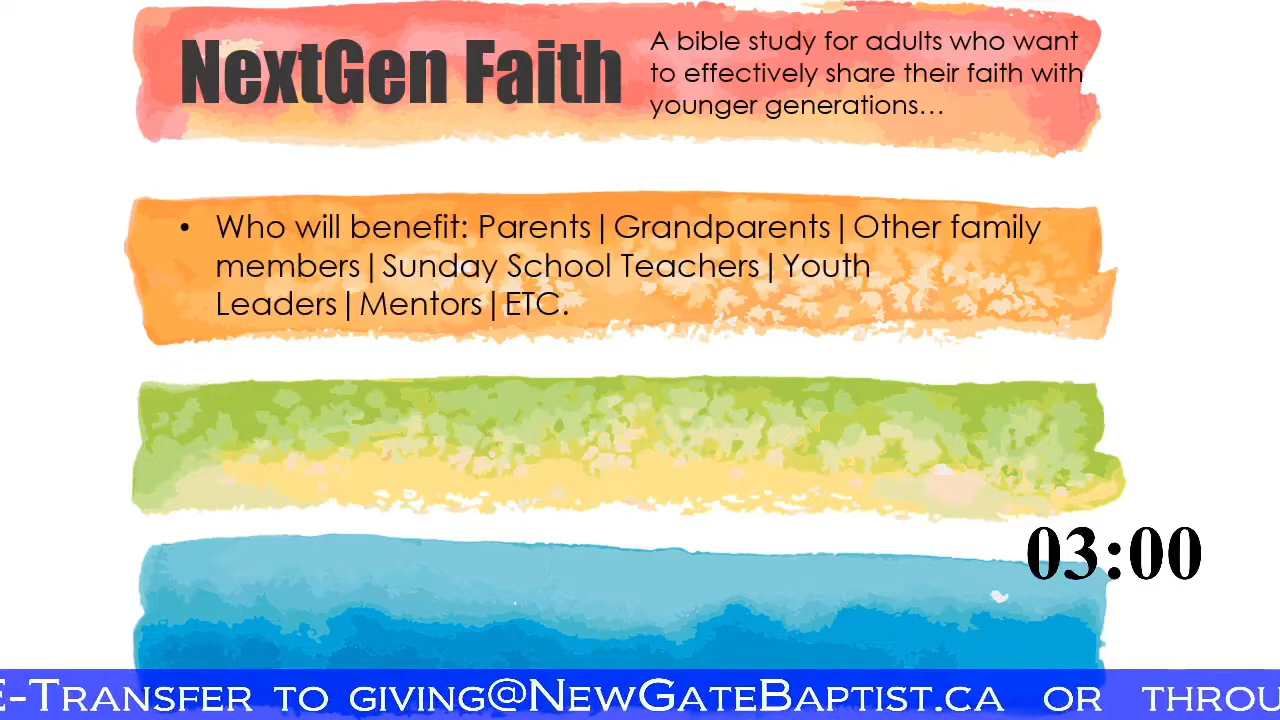 NextGen Faith
A bible study for adults who want
to effectively share their faith with
younger generations…
• Who will benefit: Parents|Grandparents|Other family
members|Sunday School Teachers|Youth
Leaders|Mentors|ETC.
03:00
E-Transfer to giving@NewGateBaptist.ca or throu